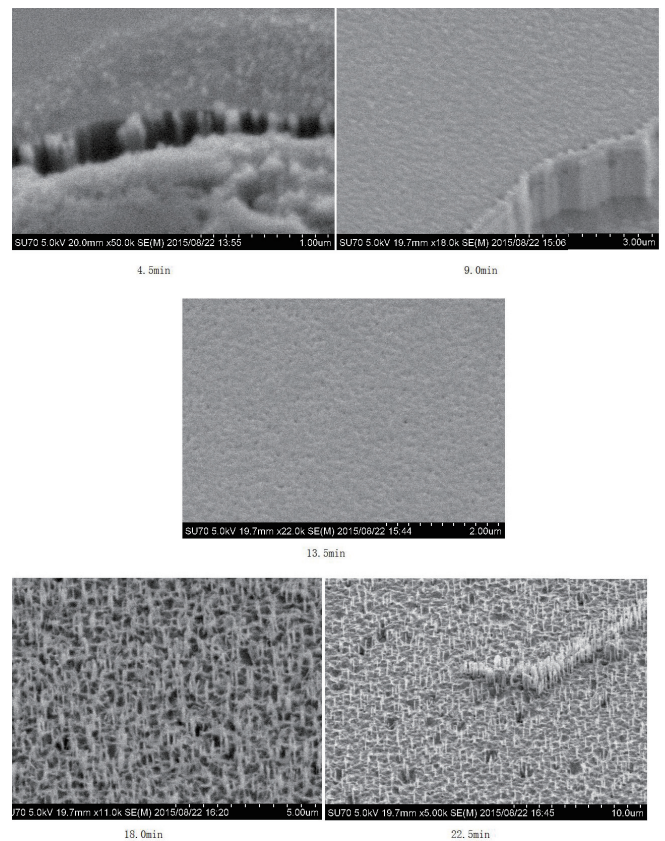 SU70 5.0kV 20.0mm x50.0k SE(M) 2015/08/22 13:55 1.00um
SU70 5.0kV 19.7mm x18.0k SE(M) 2015/08/22 15:06 3.00um
4.5min
9.0min
SU70 5.0kV 19.7mm x22.0k SE(M) 2015/08/22 15:44 2.00um
13.5min
U70 5.0kV 19.7mm x11.0k SE(M) 2015/08/22 16:20 5.00um
SU70 5.0kV 19.7mm x5.00k SE(M) 2015/08/22 16:45 10.0um
18.0min
22.5min